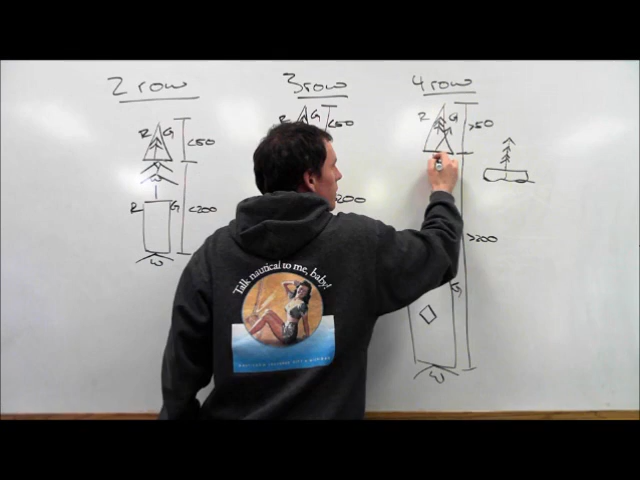 2 row
3 row
4 row
R G
<50
R G
<200
W
R G
<50
<200
R G
>50
>200
W
Talk nautical to me, baby!